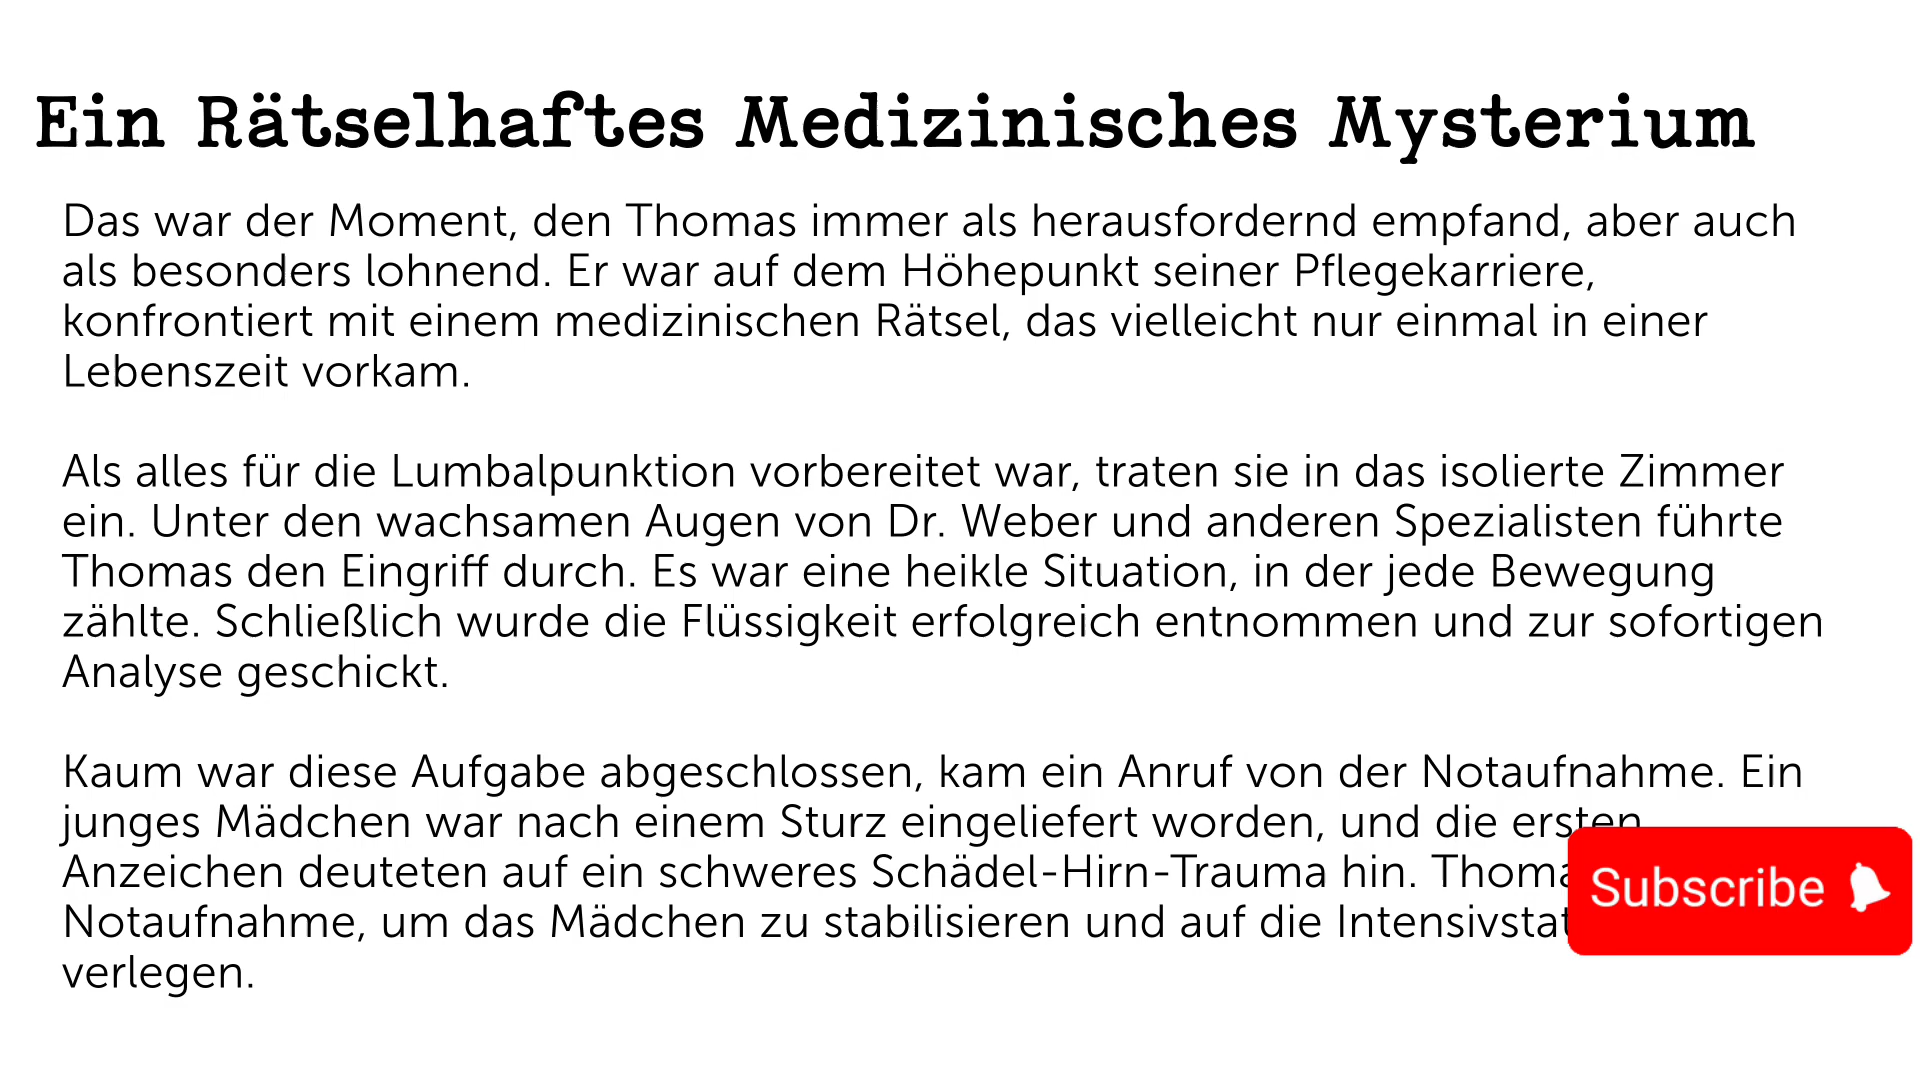 Ein Rätselhaftes Medizinisches Mysterium
Das war der Moment, den Thomas immer als herausfordernd empfand, aber auch
als besonders lohnend. Er war auf dem Höhepunkt seiner Pflegekarriere,
konfrontiert mit einem medizinischen Rätsel, das vielleicht nur einmal in einer
Lebenszeit vorkam.
Als alles für die Lumbalpunktion vorbereitet war, traten sie in das isolierte Zimmer
ein. Unter den wachsamen Augen von Dr. Weber und anderen Spezialisten führte
Thomas den Eingriff durch. Es war eine heikle Situation, in der jede Bewegung
zählte. Schließlich wurde die Flüssigkeit erfolgreich entnommen und zur sofortigen
Analyse geschickt.
Kaum war diese Aufgabe abgeschlossen, kam ein Anruf von der Notaufnahme. Ein
junges Mädchen war nach einem Sturz eingeliefert worden, und die ersten
Anzeichen deuteten auf ein schweres Schädel-Hirn-Trauma hin.
Notaufnahme, um das Mädchen zu stabilisieren und auf die
verlegen.
Subscribe